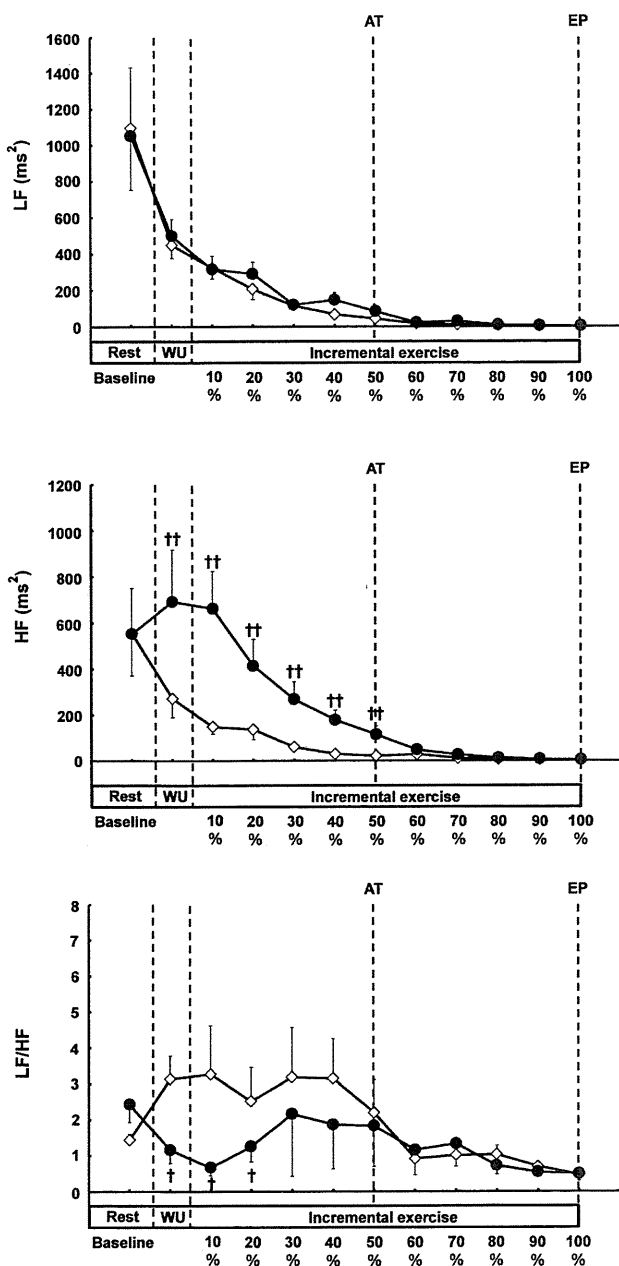 AT EP
1600
1400
1200
1000
800
600
400
200
0
LF (ms²)
Rest WU Incremental exercise
Baseline 10 20 30 40 50 60 70 80 90 100
% % % % % % % % % %
AT EP
1200
1000
800
600
400
200
0
HF (ms²)
†† †† †† †† †† ††
Rest WU Incremental exercise
Baseline 10 20 30 40 50 60 70 80 90 100
% % % % % % % % % %
AT EP
8
7
6
5
4
3
2
1
0
LF/HF
† † †
Rest WU Incremental exercise
Baseline 10 20 30 40 50 60 70 80 90 100
% % % % % % % % % %